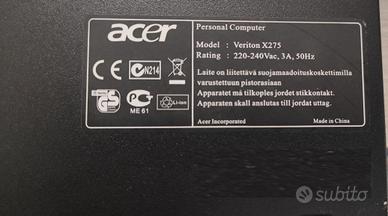 acer
Personal Computer
Model : Veriton X275
Rating : 220-240Vac, 3A, 50Hz
N214
Laite on liitettävä suojamaadoituskoskettimilla
varustettuun pistorasiaan
Apparatet må tilkoples jordet stikkontakt.
Apparaten skall anslutas till jordat uttag.
ME 61
Li-ion
Acer Incorporated
Made in China
subito